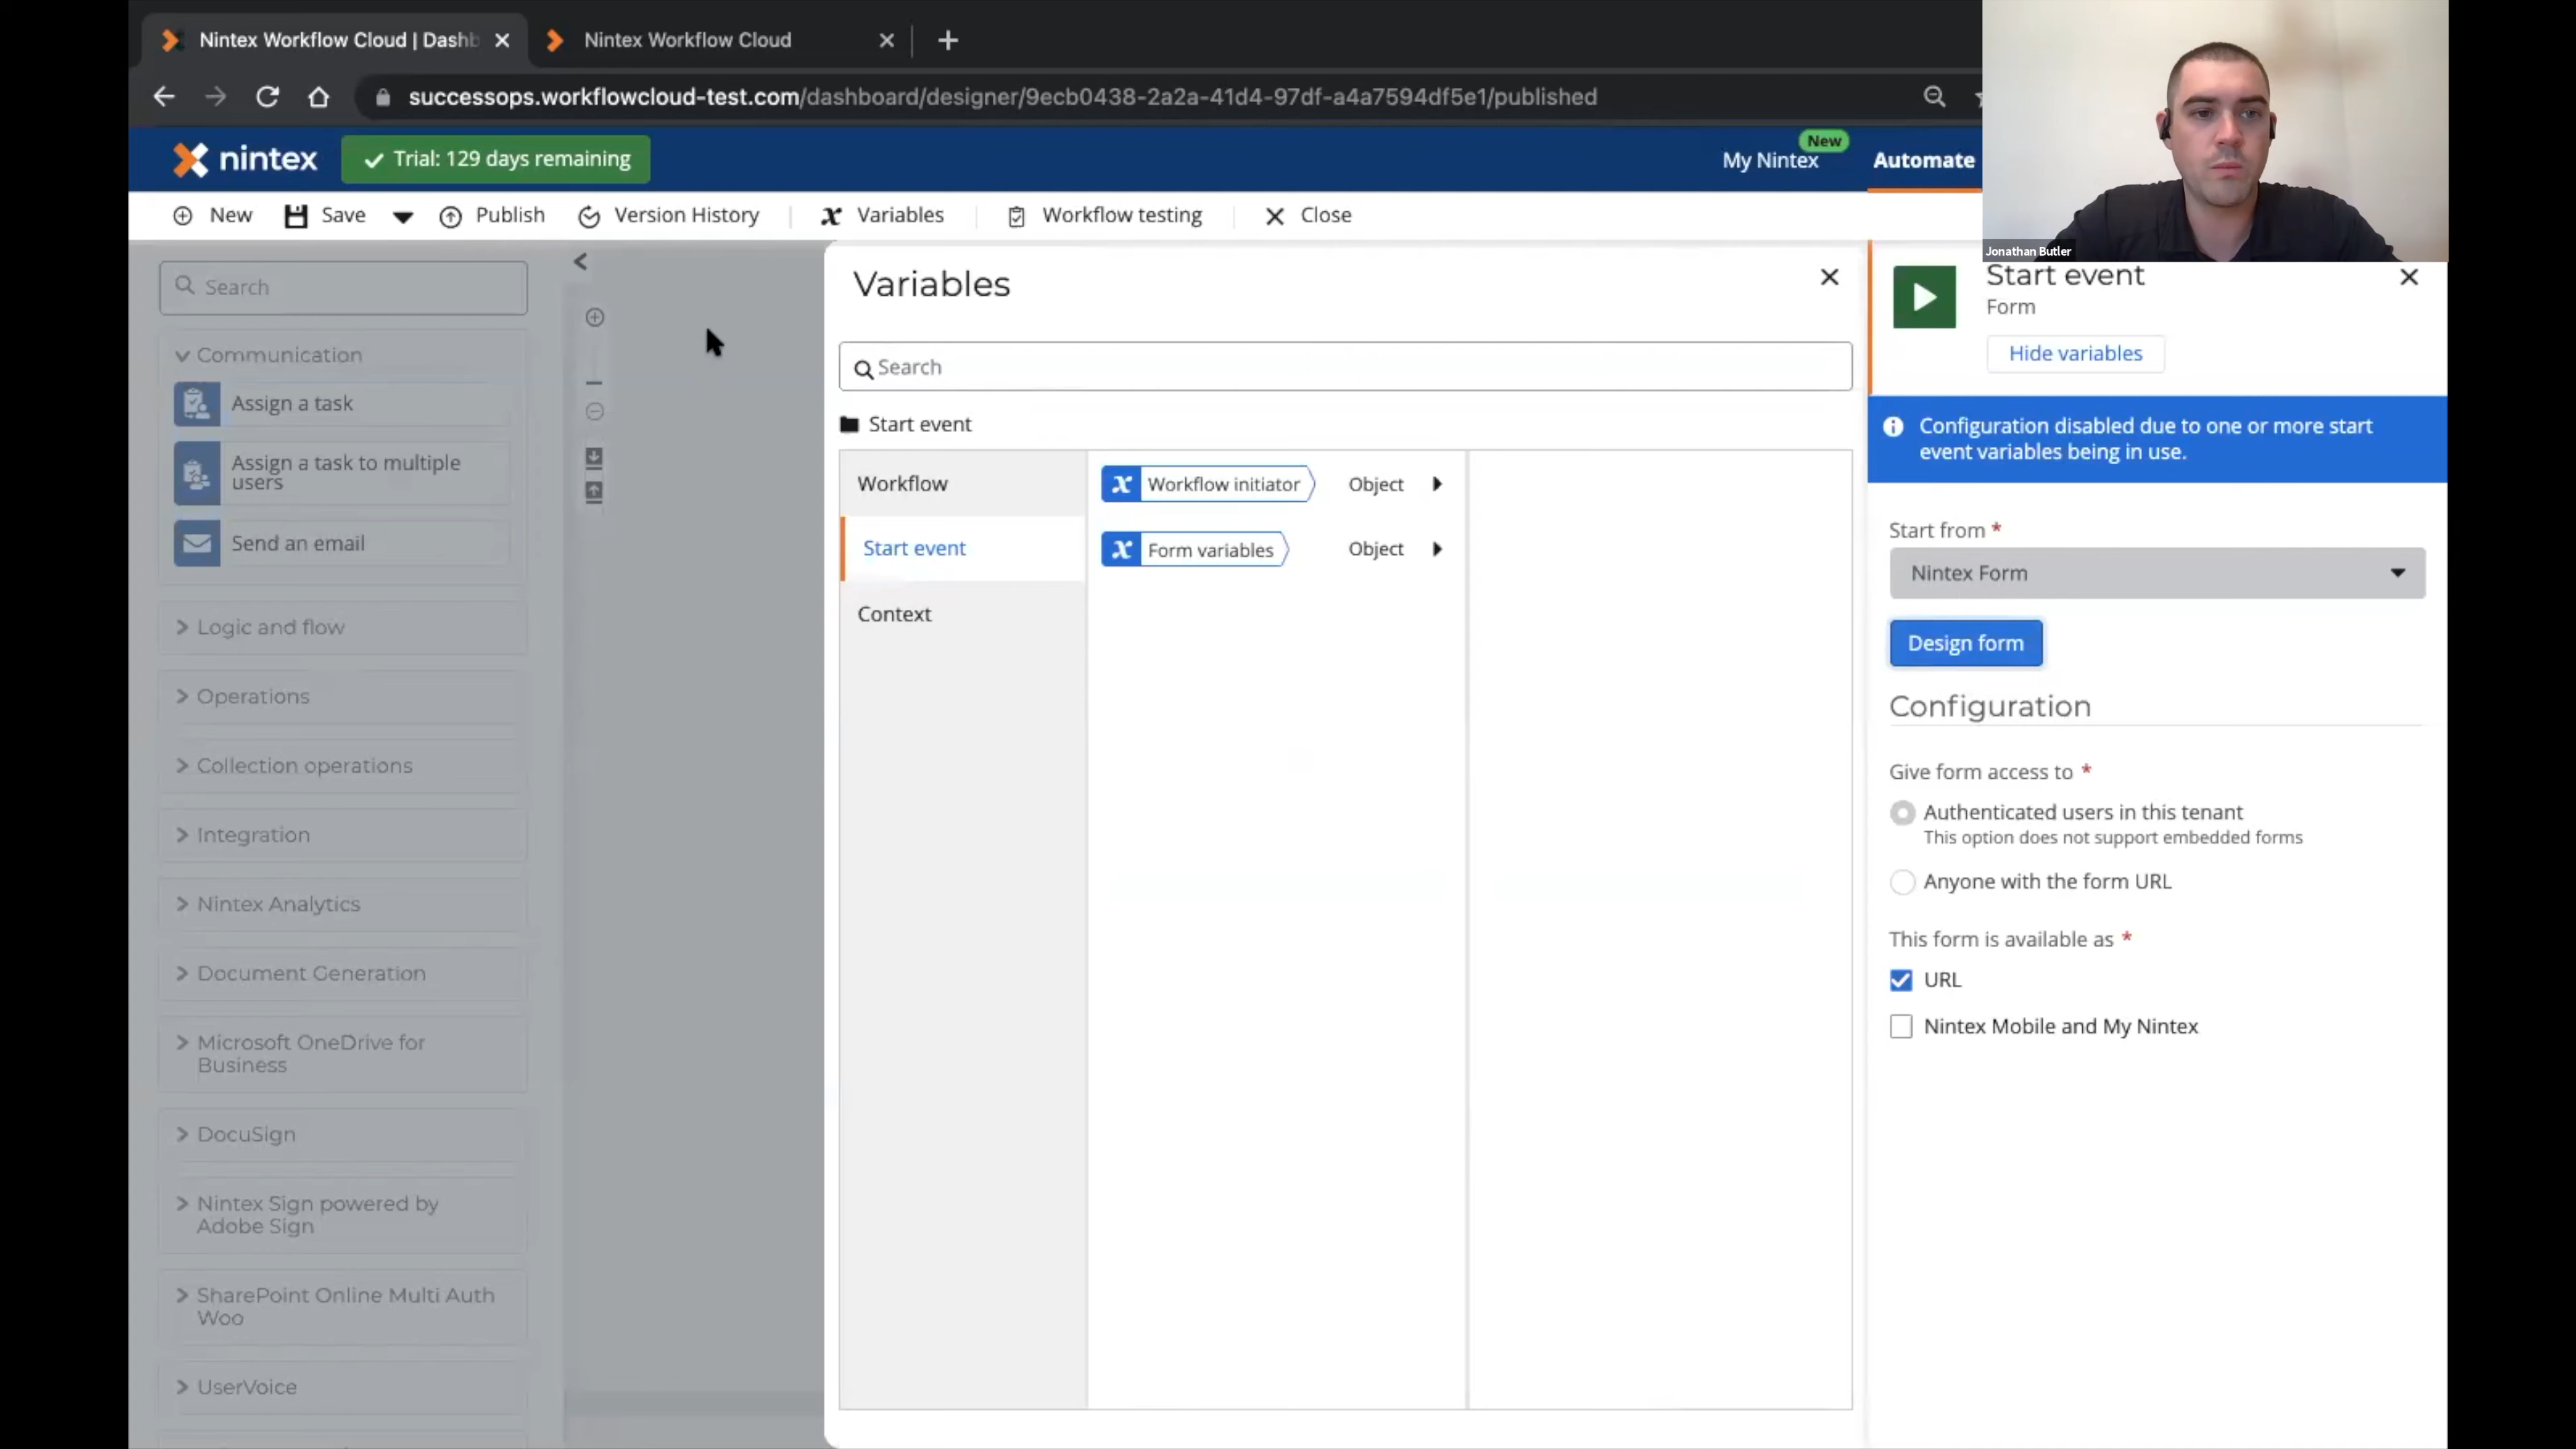 Nintex Workflow Cloud | Dashb
Nintex Workflow Cloud
successops.workflowcloud-test.com/dashboard/designer/9ecb0438-2a2a-41d4-97df-a4a7594df5e1/published
nintex
Trial: 129 days remaining
My Nintex
New
Automate
Jonathan Butler
New
Save
Publish
Version History
Variables
Workflow testing
Close
Search
Communication
Assign a task
Assign a task to multiple
users
Send an email
Logic and flow
Operations
Collection operations
Integration
Nintex Analytics
Document Generation
Microsoft OneDrive for
Business
DocuSign
Nintex Sign powered by
Adobe Sign
SharePoint Online Multi Auth
Woo
UserVoice
Variables
Search
Start event
Workflow
Start event
Context
Workflow initiator Object
Form variables Object
Start event
Form
Hide variables
Configuration disabled due to one or more start
event variables being in use.
Start from *
Nintex Form
Design form
Configuration
Give form access to *
Authenticated users in this tenant
This option does not support embedded forms
Anyone with the form URL
This form is available as *
URL
Nintex Mobile and My Nintex